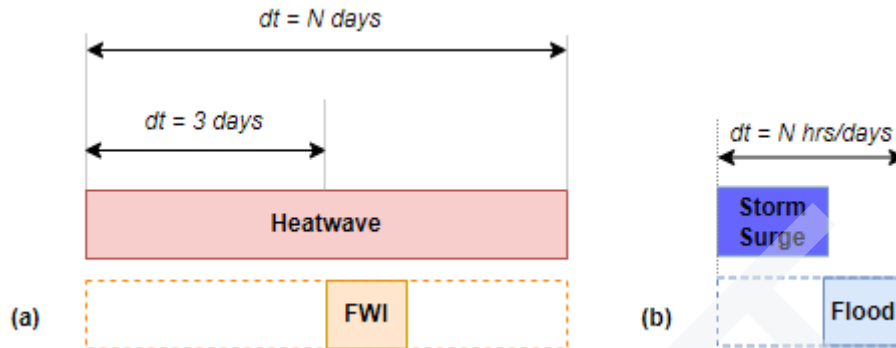 dt = N days
dt = 3 days
dt = N hrs/days
Heatwave
Storm
Surge
(a)
FWI
(b)
Flood